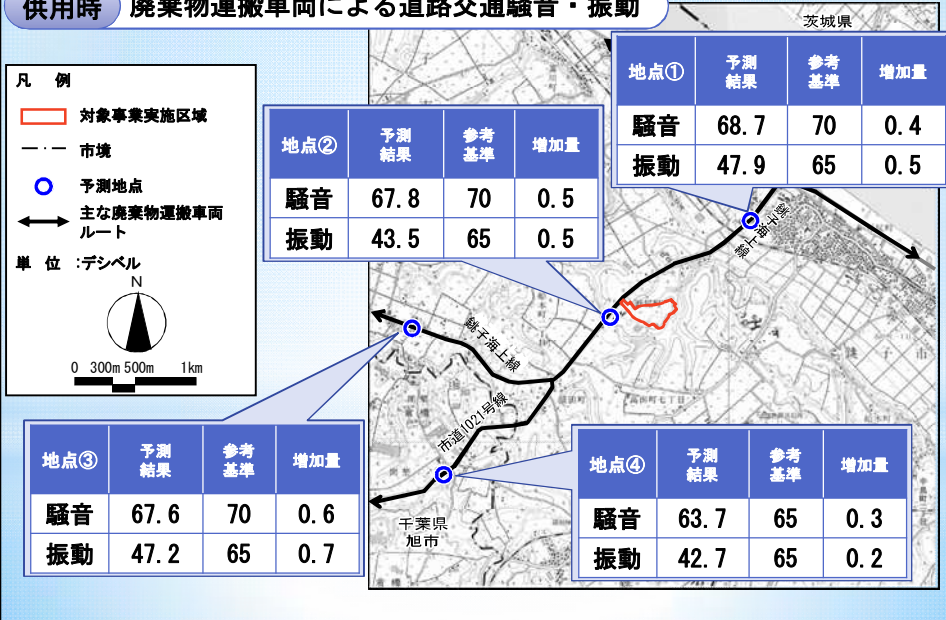 供用時 廃棄物運搬車両による道路交通騒音・振動
茨城県
凡 例
対象事業実施区域
市境
予測地点
主な廃棄物運搬車両
ルート
単 位 :デシベル
N
0 300m 500m 1km
地点① 予測結果 参考基準 増加量
騒音 68.7 70 0.4
振動 47.9 65 0.5
地点② 予測結果 参考基準 増加量
騒音 67.8 70 0.5
振動 43.5 65 0.5
銚子海上線
銚子海上線
市道1021号線
高田町七丁目
銚子市
地点③ 予測結果 参考基準 増加量
騒音 67.6 70 0.6
振動 47.2 65 0.7
千葉県
旭市
地点④ 予測結果 参考基準 増加量
騒音 63.7 65 0.3
振動 42.7 65 0.2